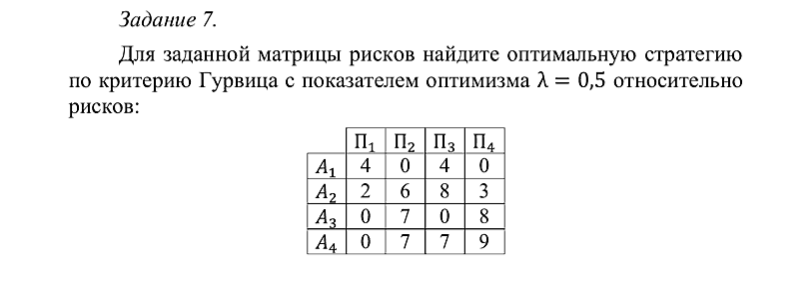 Задание 7.
Для заданной матрицы рисков найдите оптимальную стратегию
по критерию Гурвица с показателем оптимизма λ = 0,5 относительно
рисков:
П₁ П₂ П₃ П₄
A₁ 4 0 4 0
A₂ 2 6 8 3
A₃ 0 7 0 8
A₄ 0 7 7 9